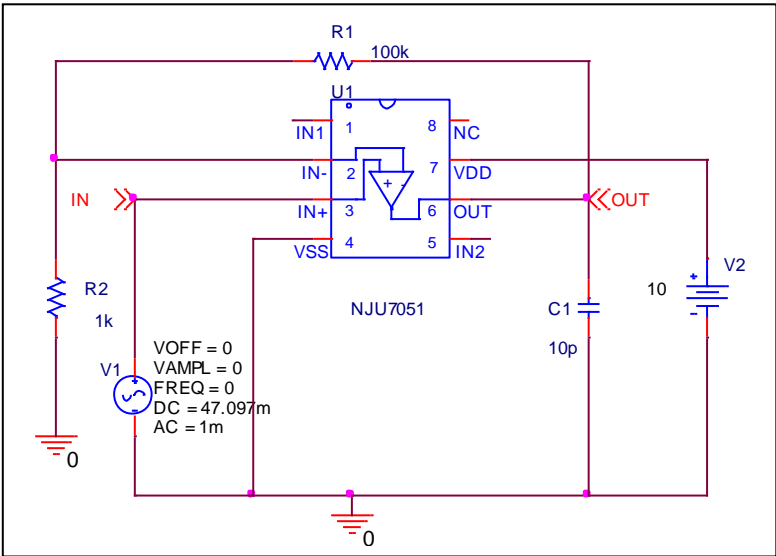 R1
100k
U1
IN1
1
8
NC
IN-
2
7
VDD
IN
IN+
3
+
-
6
OUT
OUT
VSS
4
5
IN2
R2
1k
NJU7051
C1
10p
10
+
-
V2
V1
+
-
VOFF = 0
VAMPL = 0
FREQ = 0
DC = 47.097m
AC = 1m
0
0